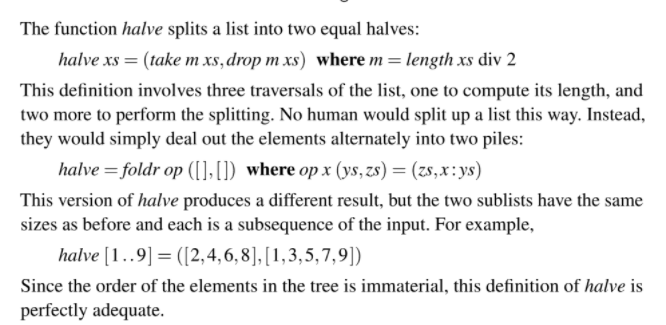 The function halve splits a list into two equal halves:
halve xs = (take m xs, drop m xs) where m = length xs div 2
This definition involves three traversals of the list, one to compute its length, and
two more to perform the splitting. No human would split up a list this way. Instead,
they would simply deal out the elements alternately into two piles:
halve = foldr op ([ ],[ ]) where op x (ys,zs) = (zs,x:ys)
This version of halve produces a different result, but the two sublists have the same
sizes as before and each is a subsequence of the input. For example,
halve [1..9] = ([2,4,6,8],[1,3,5,7,9])
Since the order of the elements in the tree is immaterial, this definition of halve is
perfectly adequate.